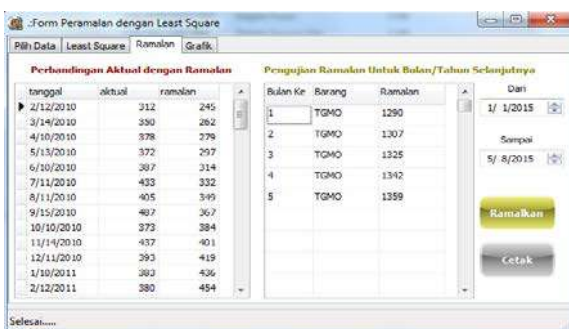 .:Form Peramalan dengan Least Square
Pilih Data Least Square Ramalan Grafik
Perbandingan Aktual dengan Ramalan
tanggal aktual ramalan
2/12/2010 312 245
3/14/2010 350 262
4/10/2010 378 279
5/13/2010 372 297
6/10/2010 387 314
7/11/2010 433 332
8/11/2010 405 349
9/15/2010 487 367
10/10/2010 373 384
11/14/2010 437 401
12/11/2010 393 419
1/10/2011 383 436
2/12/2011 380 454
Pengujian Ramalan Untuk Bulan/Tahun Selanjutnya
Bulan Ke Barang Ramalan
1 TGMO 1290
2 TGMO 1307
3 TGMO 1325
4 TGMO 1342
5 TGMO 1359
Dari
1/ 1/2015
Sampai
5/ 8/2015
Ramalkan
Cetak
Selesai.....